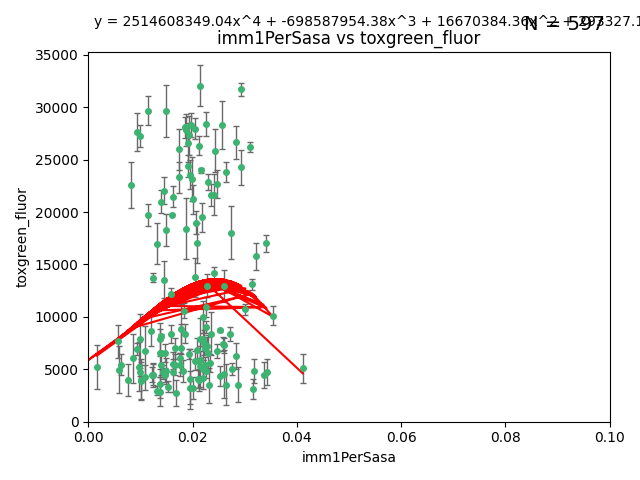 y = 2514608349.04x^4 + -698587954.38x^3 + 16670384.36x^2 +
N = 597
imm1PerSasa vs toxgreen_fluor
35000
30000
25000
20000
15000
10000
5000
0
toxgreen_fluor
0.00 0.02 0.04 0.06 0.08 0.10
imm1PerSasa